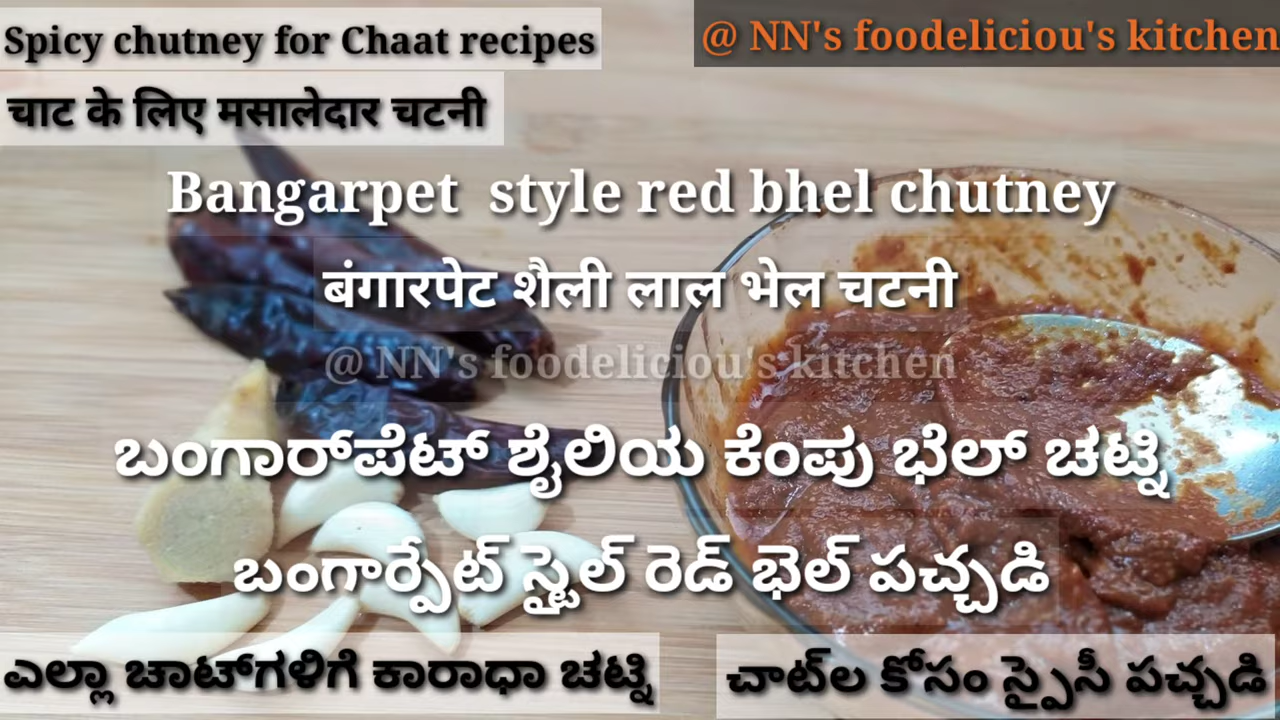 Spicy chutney for Chaat recipes
@ NN's foodeliciou's kitchen
चाट के लिए मसालेदार चटनी
Bangarpet style red bhel chutney
बंगारपेट शैली लाल भेल चटनी
@ NN's foodeliciou's kitchen
ಬಂಗಾರ್‌ಪೆಟ್ ಶೈಲಿಯ ಕೆಂಪು ಭೆಲ್ ಚಟ್ನಿ
బంగార్పేట్ స్టైల్ రెడ్ భెల్ పచ్చడి
ಎಲ್ಲಾ ಚಾಟ್‌ಗಳಿಗೆ ಕಾರಾಧಾ ಚಟ್ನಿ
చాట్‌ల కోసం స్పైసీ పచ్చడి